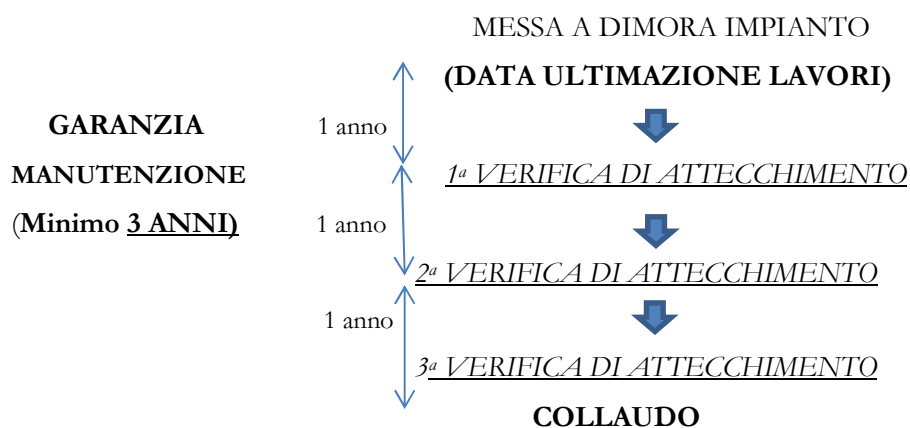 MESSA A DIMORA IMPIANTO
(DATA ULTIMAZIONE LAVORI)
GARANZIA
MANUTENZIONE
(Minimo 3 ANNI)
1 anno
1ª VERIFICA DI ATTECCHIMENTO
1 anno
2ª VERIFICA DI ATTECCHIMENTO
1 anno
3ª VERIFICA DI ATTECCHIMENTO
COLLAUDO